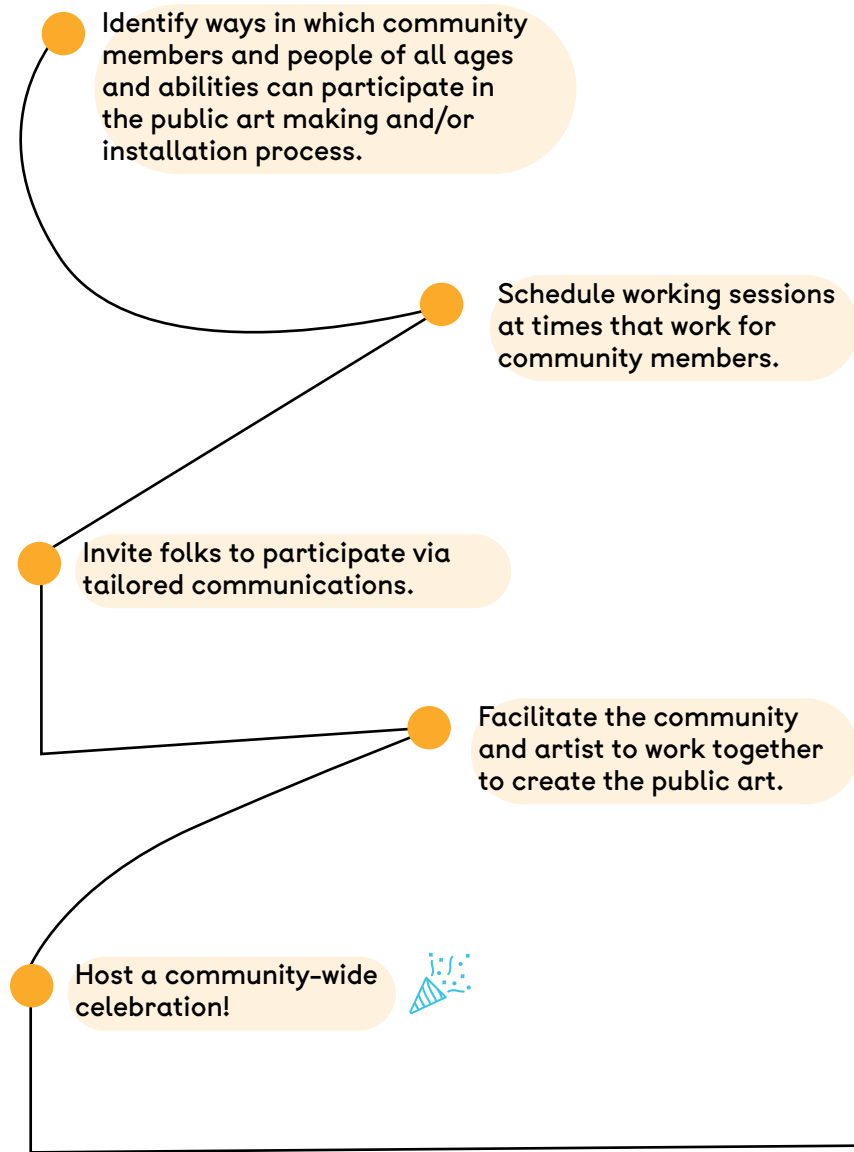 Identify ways in which community
members and people of all ages
and abilities can participate in
the public art making and/or
installation process.
Schedule working sessions
at times that work for
community members.
Invite folks to participate via
tailored communications.
Facilitate the community
and artist to work together
to create the public art.
Host a community-wide
celebration!